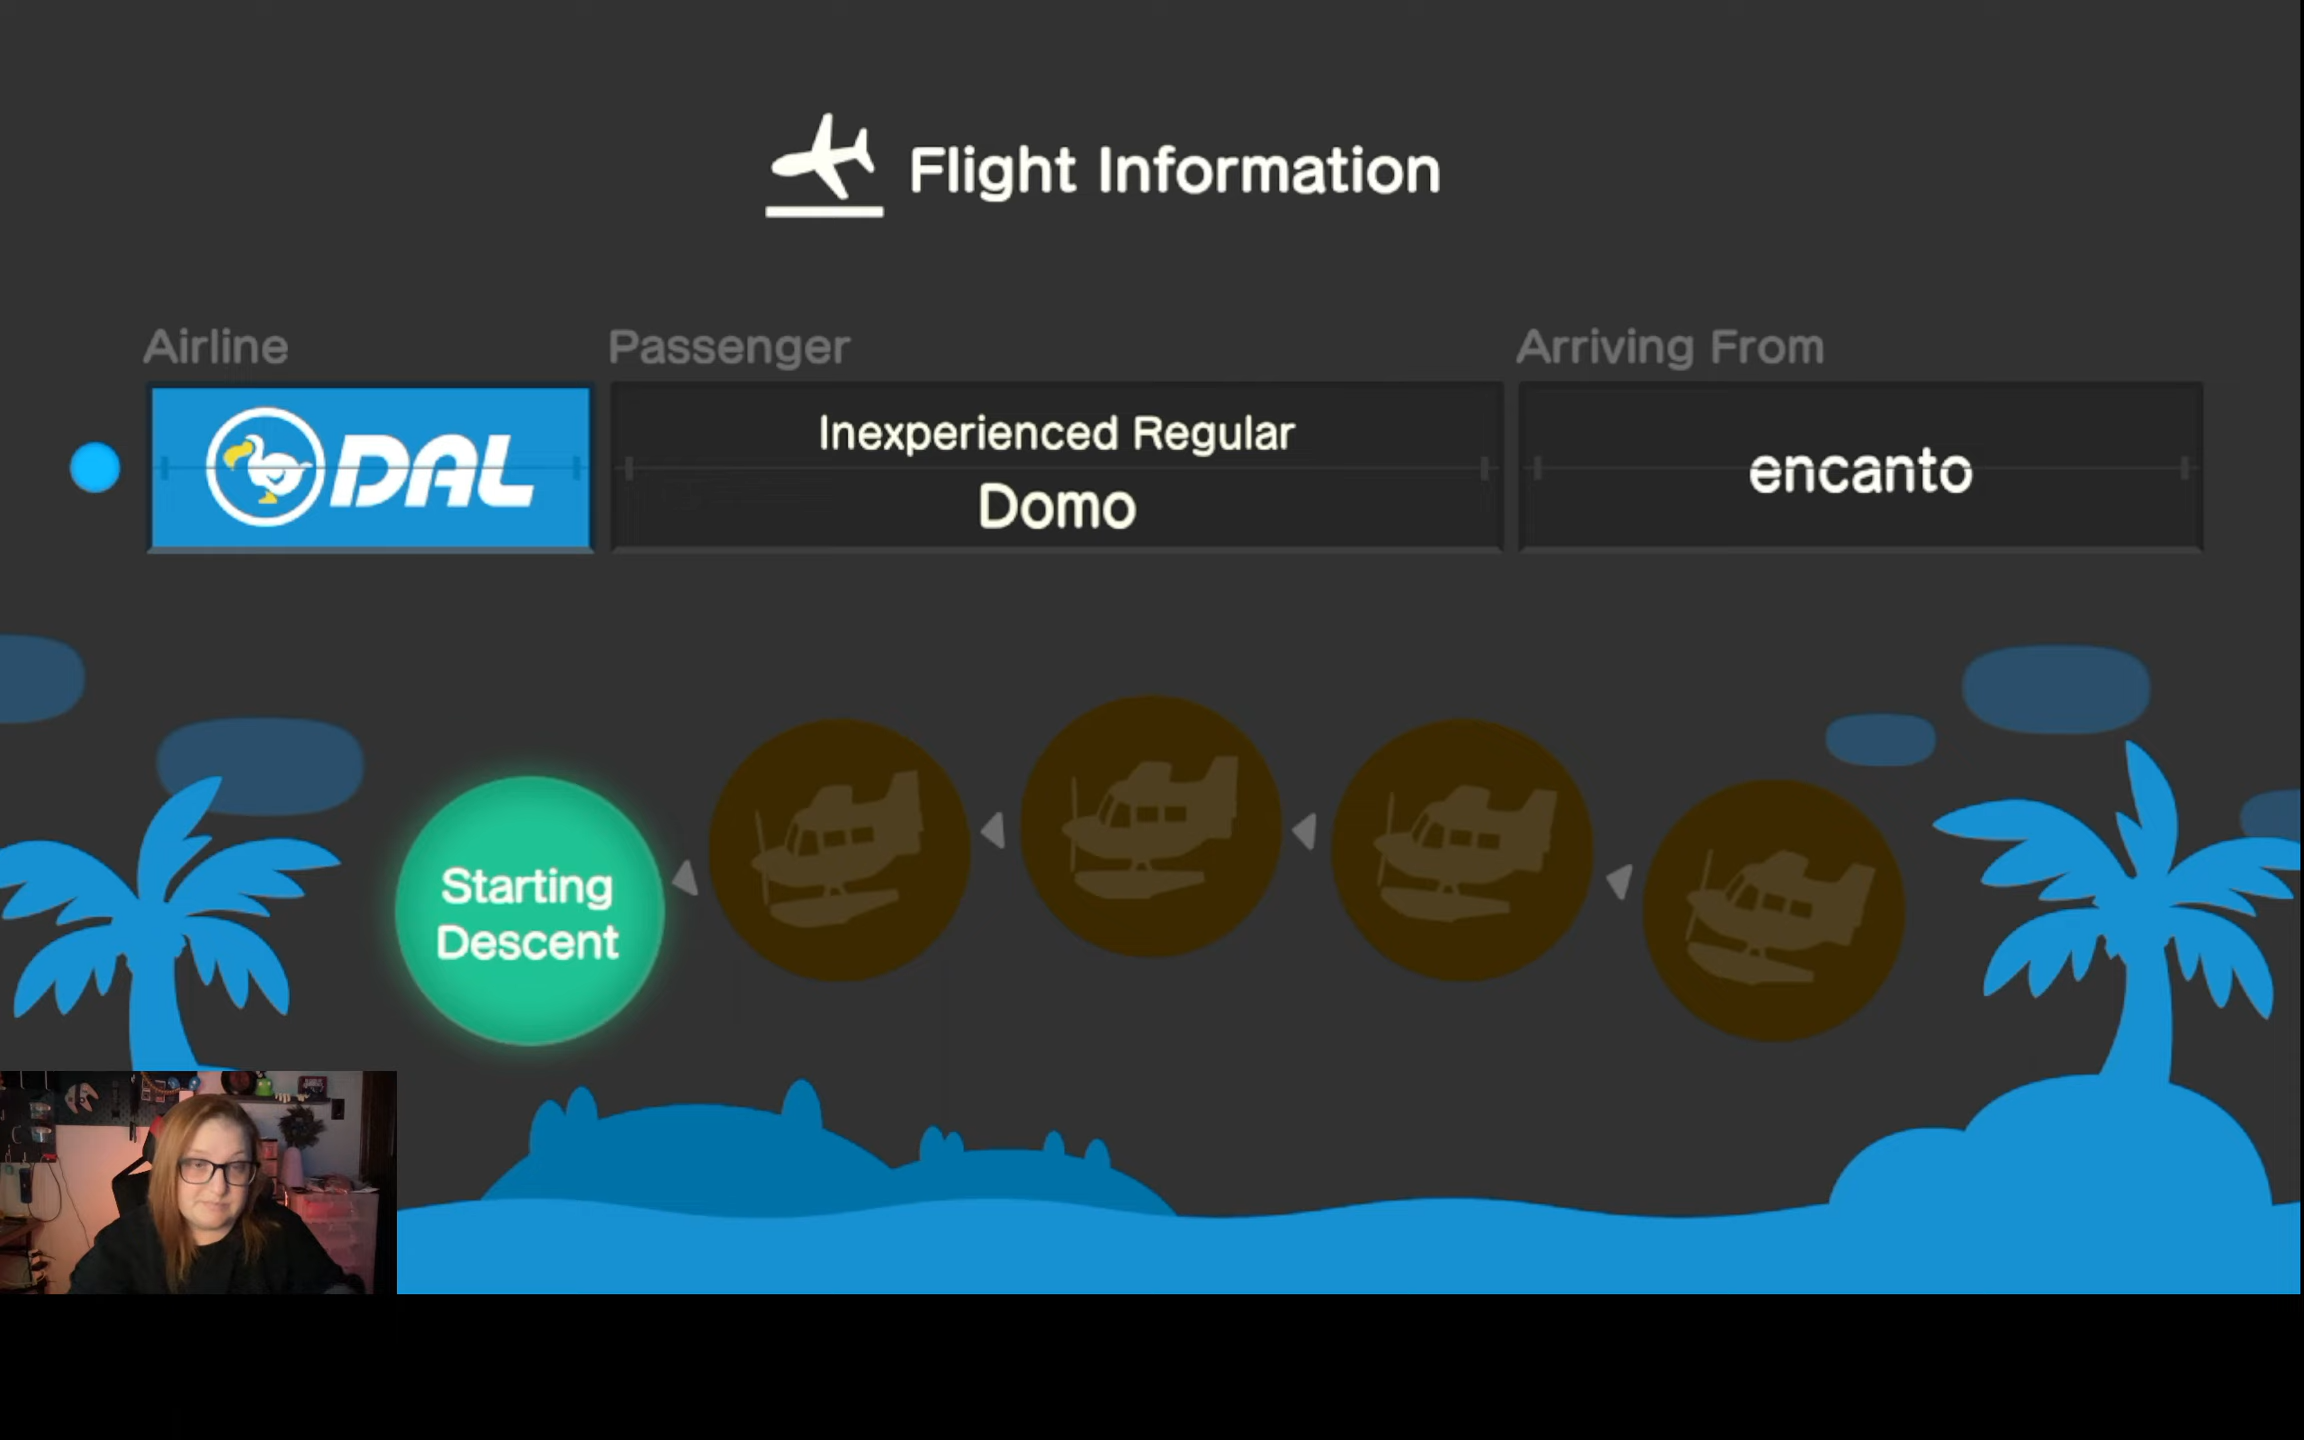 Flight Information
Airline
Passenger
Arriving From
DAL
Inexperienced Regular
Domo
encanto
Starting
Descent